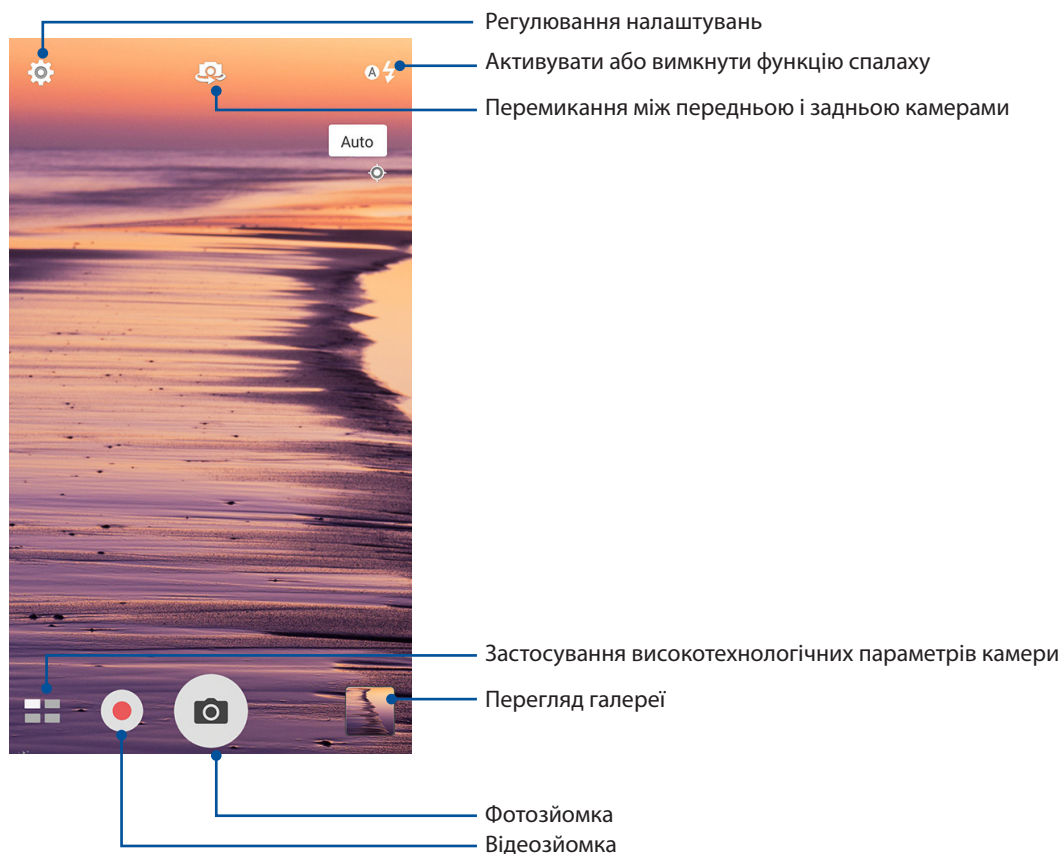 Регулювання налаштувань
Активувати або вимкнути функцію спалаху
Перемикання між передньою і задньою камерами
A
Auto
Застосування високотехнологічних параметрів камери
Перегляд галереї
Фотозйомка
Відеозйомка